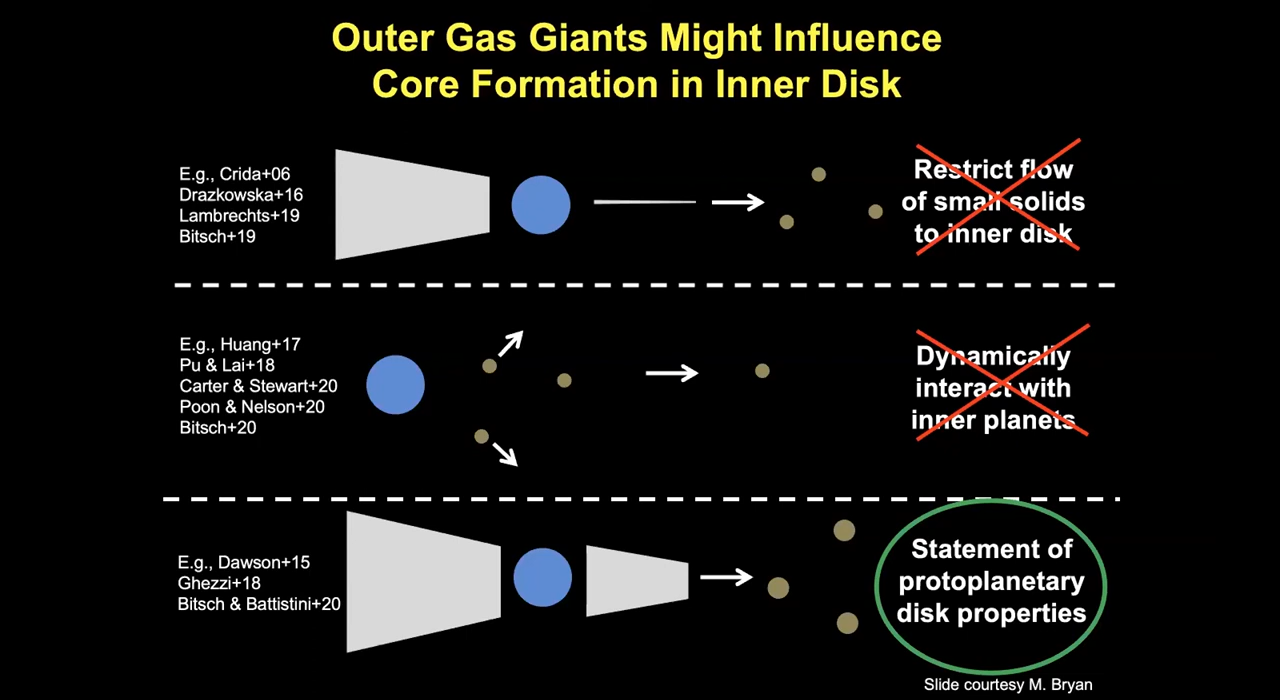 Outer Gas Giants Might Influence
Core Formation in Inner Disk
E.g., Crida+06
Drazkowska+16
Lambrechts+19
Bitsch+19
Restrict flow
of small solids
to inner disk
E.g., Huang+17
Pu & Lai+18
Carter & Stewart+20
Poon & Nelson+20
Bitsch+20
Dynamically
interact with
inner planets
E.g., Dawson+15
Ghezzi+18
Bitsch & Battistini+20
Statement of
protoplanetary
disk properties
Slide courtesy M. Bryan